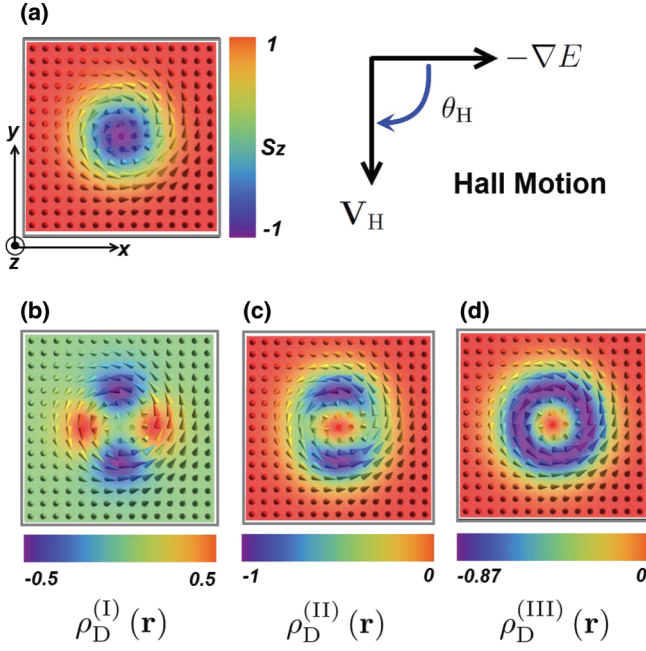 (a)
1
Sz
-1
y
x
z
−∇E
θH
VH
Hall Motion
(b)
(c)
(d)
-0.5 0.5
-1 0
-0.87 0
ρD(I) (r)
ρD(II) (r)
ρD(III) (r)